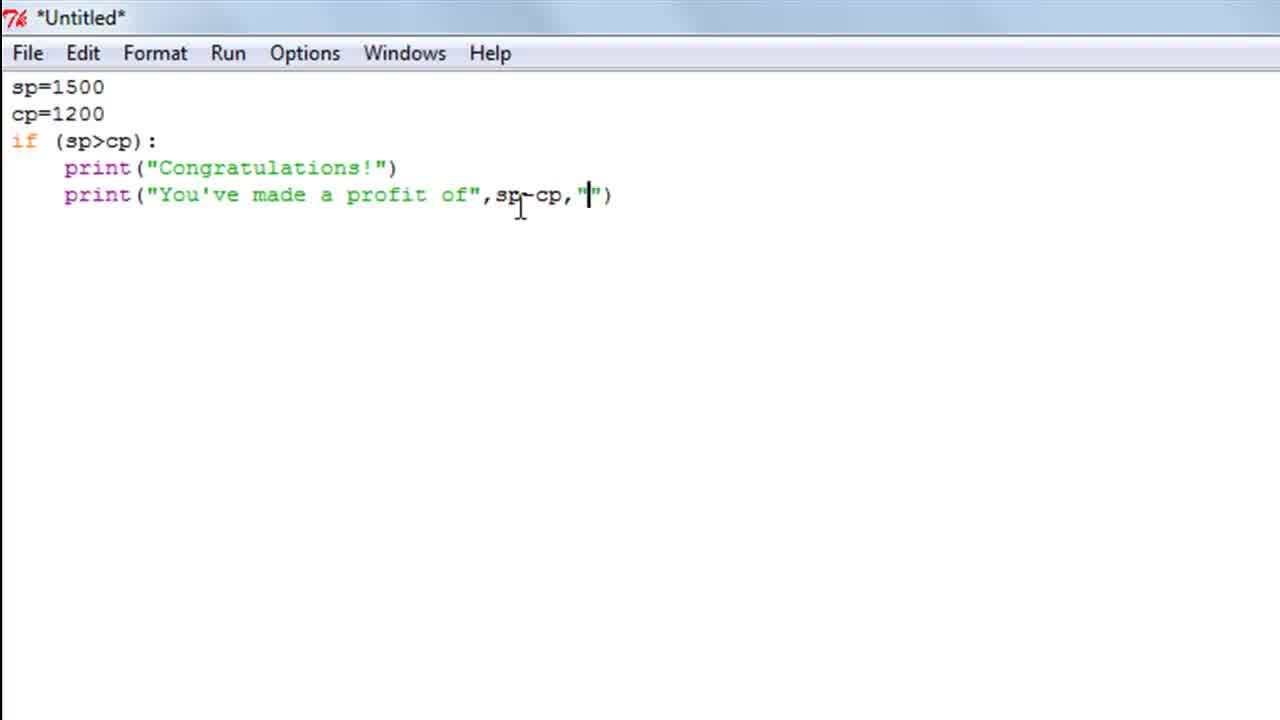 *Untitled*
File Edit Format Run Options Windows Help
sp=1500
cp=1200
if (sp>cp):
    print("Congratulations!")
    print("You've made a profit of",sp-cp,"")